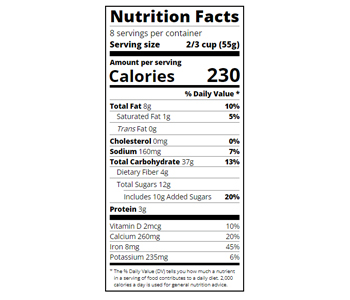 Nutrition Facts
8 servings per container
Serving size 2/3 cup (55g)
Amount per serving
Calories 230
% Daily Value *
Total Fat 8g 10%
Saturated Fat 1g 5%
Trans Fat 0g
Cholesterol 0mg 0%
Sodium 160mg 7%
Total Carbohydrate 37g 13%
Dietary Fiber 4g
Total Sugars 12g
Includes 10g Added Sugars 20%
Protein 3g
Vitamin D 2mcg 10%
Calcium 260mg 20%
Iron 8mg 45%
Potassium 235mg 6%
* The % Daily Value (DV) tells you how much a nutrient
in a serving of food contributes to a daily diet. 2,000
calories a day is used for general nutrition advice.